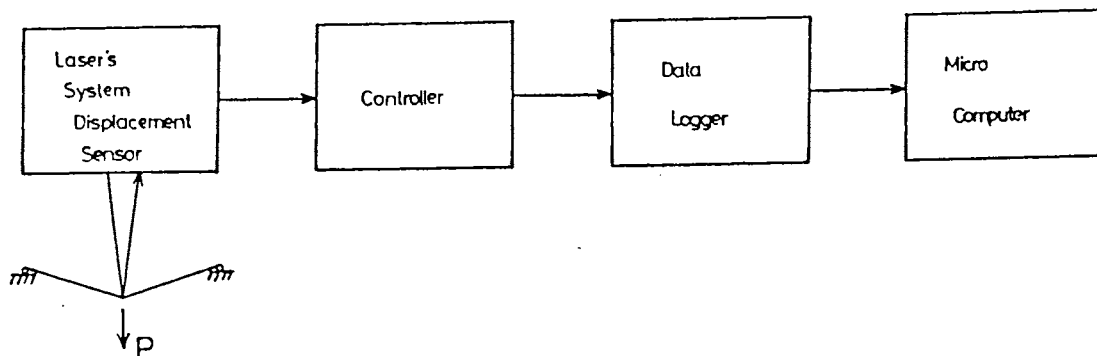 Laser's
System
Displacement
Sensor
Controller
Data
Logger
Micro
Computer
P